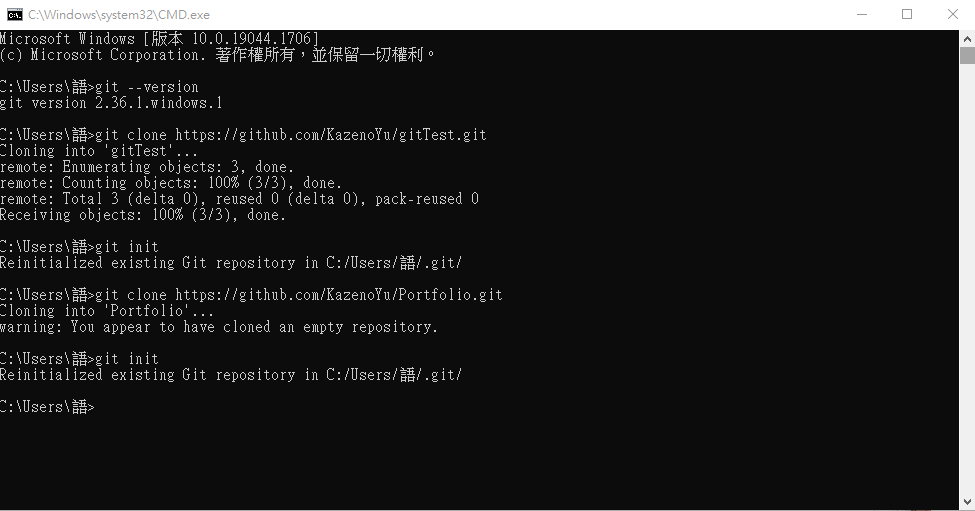 C:\Windows\system32\CMD.exe
Microsoft Windows [版本 10.0.19044.1706]
(c) Microsoft Corporation. 著作權所有，並保留一切權利。
C:\Users\語>git --version
git version 2.36.1.windows.1
C:\Users\語>git clone https://github.com/KazenoYu/gitTest.git
Cloning into 'gitTest'...
remote: Enumerating objects: 3, done.
remote: Counting objects: 100% (3/3), done.
remote: Total 3 (delta 0), reused 0 (delta 0), pack-reused 0
Receiving objects: 100% (3/3), done.
C:\Users\語>git init
Reinitialized existing Git repository in C:/Users/語/.git/
C:\Users\語>git clone https://github.com/KazenoYu/Portfolio.git
Cloning into 'Portfolio'...
warning: You appear to have cloned an empty repository.
C:\Users\語>git init
Reinitialized existing Git repository in C:/Users/語/.git/
C:\Users\語>